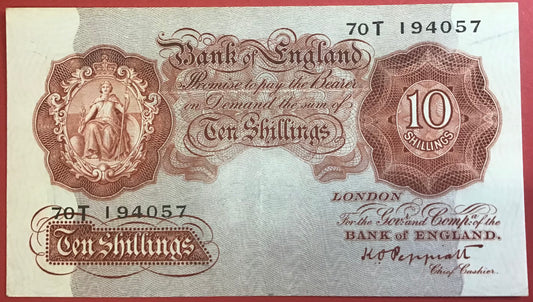 70T 194057
Bank of England
Promise to pay the Bearer
on Demand the sum of
Ten Shillings
10
SHILLINGS
LONDON
For the Govr. and Compa. of the
BANK of ENGLAND.
K O Peppiatt
Chief Cashier.
70T 194057
Ten Shillings